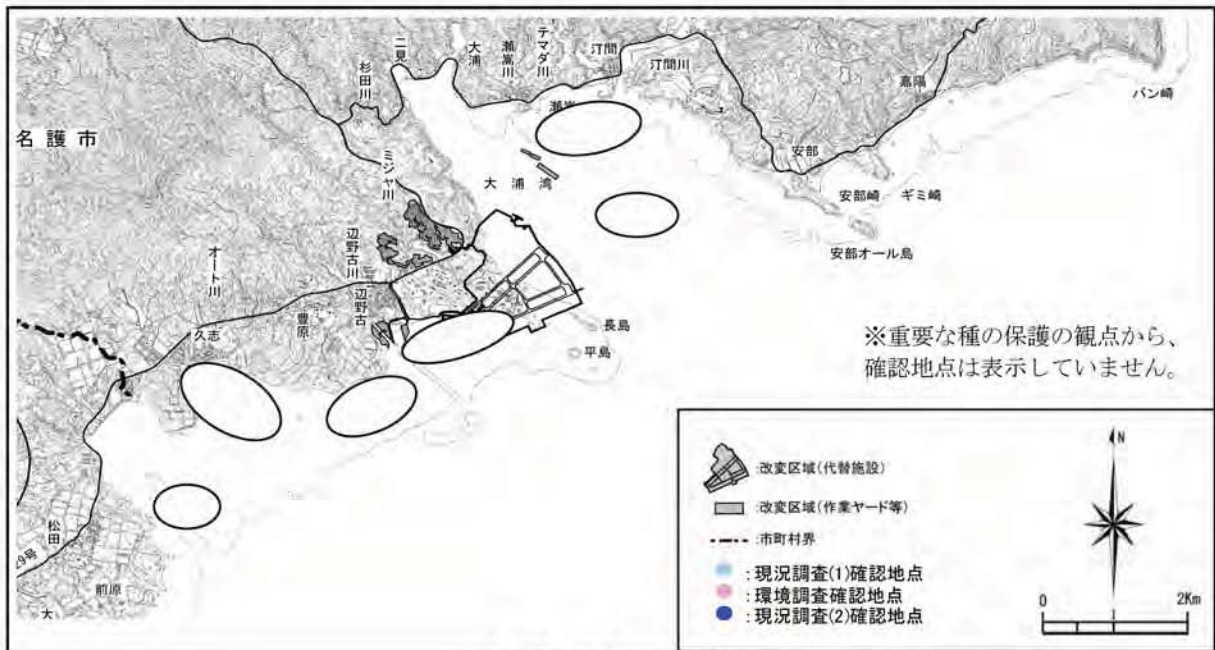 名護市
杉田川
二見
大浦
瀬嵩川
テマダ川
汀間
汀間川
嘉陽
バン崎
瀬嵩
安部
安部崎
ギミ崎
安部オール島
大浦湾
ミジャ川
辺野古川
辺野古
オート川
豊原
久志
長島
平島
松田
前原
大
※重要な種の保護の観点から、
確認地点は表示していません。
:改変区域(代替施設)
:改変区域(作業ヤード等)
:市町村界
:現況調査(1)確認地点
:環境調査確認地点
:現況調査(2)確認地点
N
0 1 2Km